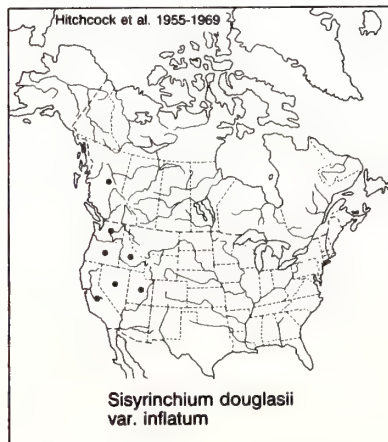 Hitchcock et al. 1955-1969
Sisyrinchium douglasii
var. inflatum